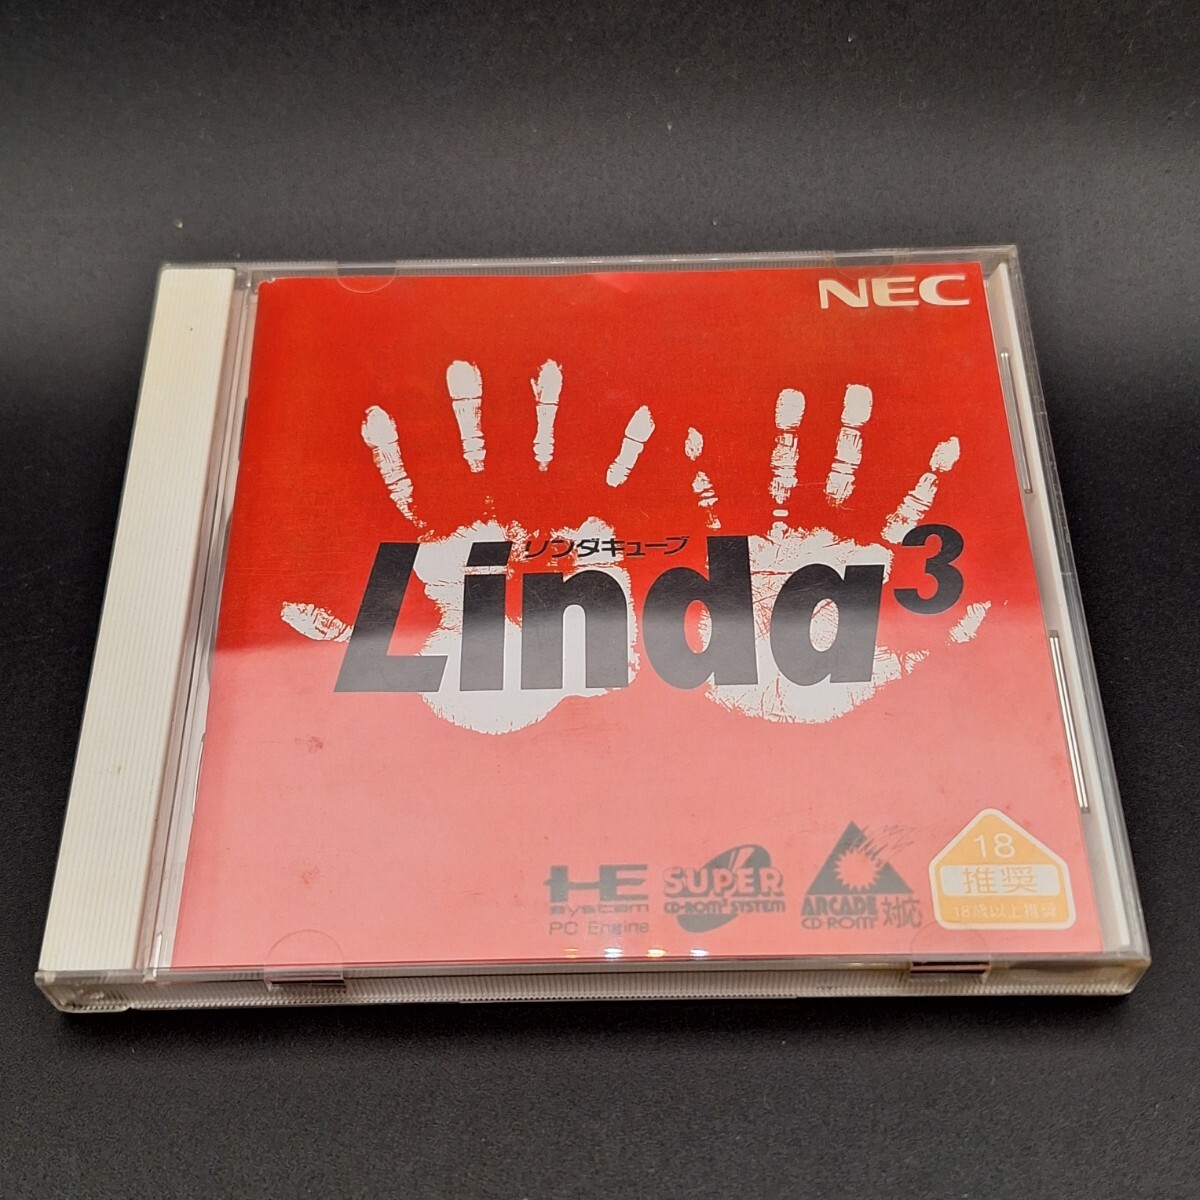 NEC
リンダキューブ
Linda³
HE
system
PC Engine
SUPER
CD-ROM² SYSTEM
ARCADE
CD ROM²
対応
18
推奨
18歳以上推奨